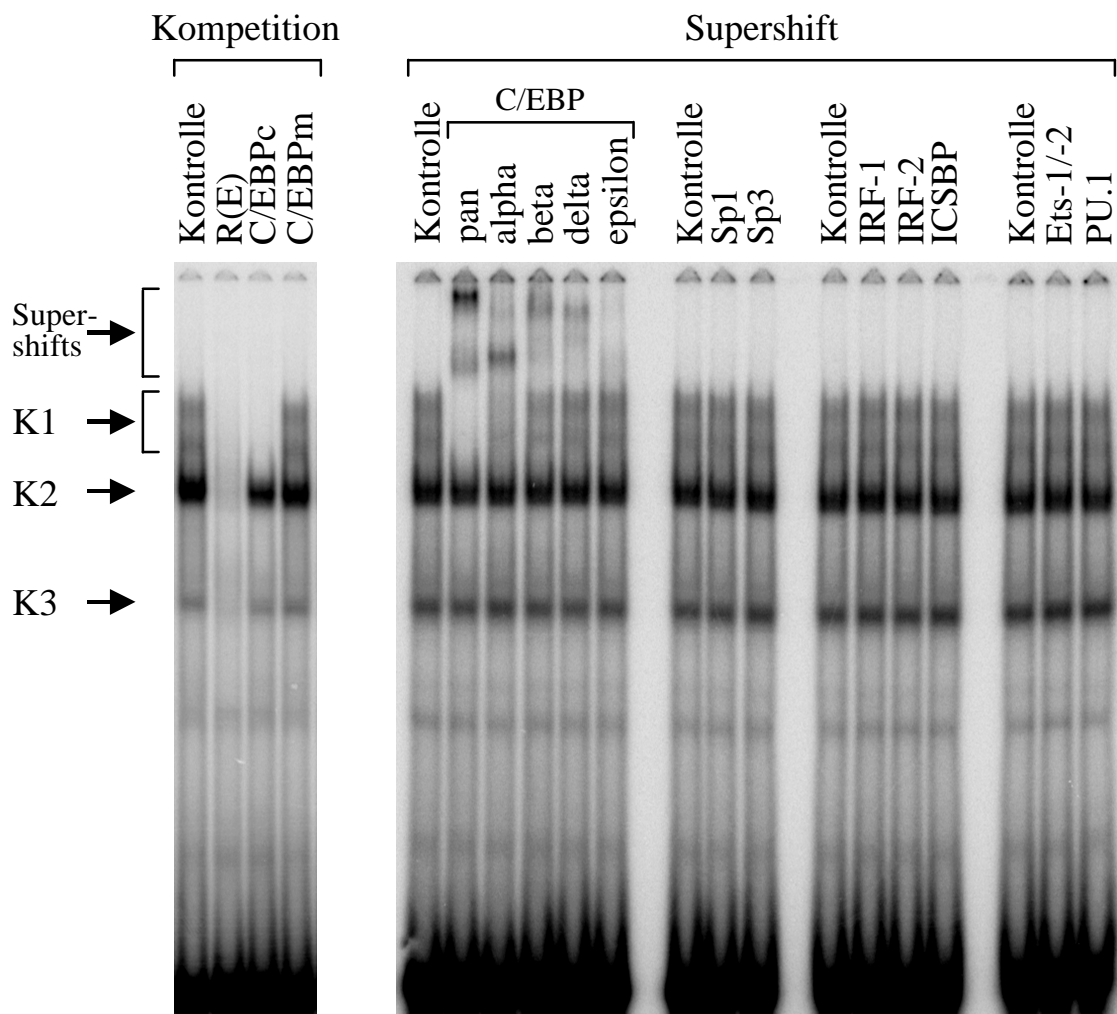 Kompetition
Supershift
C/EBP
Kontrolle
R(E)
C/EBPc
C/EBPm
Kontrolle
pan
alpha
beta
delta
epsilon
Kontrolle
Sp1
Sp3
Kontrolle
IRF-1
IRF-2
ICSBP
Kontrolle
Ets-1/-2
PU.1
Super-
shifts
K1
K2
K3